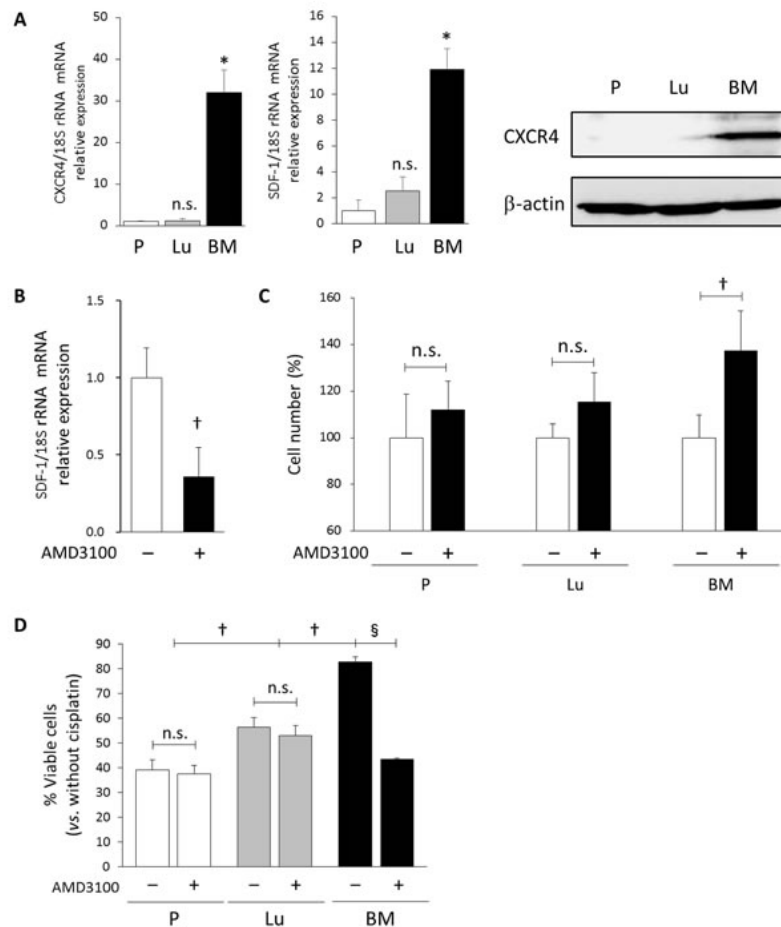 A
CXCR4/18S rRNA mRNA
relative expression
40
30
20
10
0
n.s.
*
P Lu BM
SDF-1/18S rRNA mRNA
relative expression
16
14
12
10
8
6
4
2
0
n.s.
*
P Lu BM
P Lu BM
CXCR4
β-actin
B
SDF-1/18S rRNA mRNA
relative expression
1.5
1.0
0.5
0.0
†
AMD3100 − +
C
Cell number (%)
160
140
120
100
80
60
n.s.
n.s.
†
AMD3100 − + − + − +
P Lu BM
D
% Viable cells
(vs. without cisplatin)
90
80
70
60
50
40
30
20
10
0
† † §
n.s.
n.s.
AMD3100 − + − + − +
P Lu BM